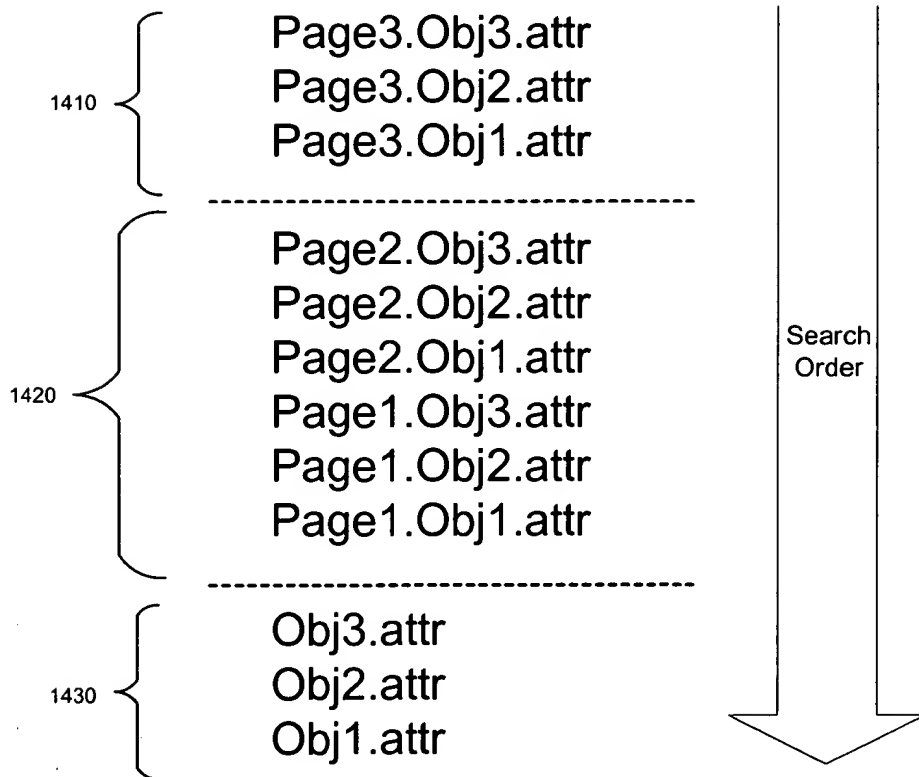 Page3.Obj3.attr
Page3.Obj2.attr
1410
Page3.Obj1.attr
Page2.Obj3.attr
Page2.Obj2.attr
Page2.Obj1.attr
Search
Order
1420
Page1.Obj3.attr
Page1.Obj2.attr
Page1.Obj1.attr
Obj3.attr
1430
Obj2.attr
Obj1.attr